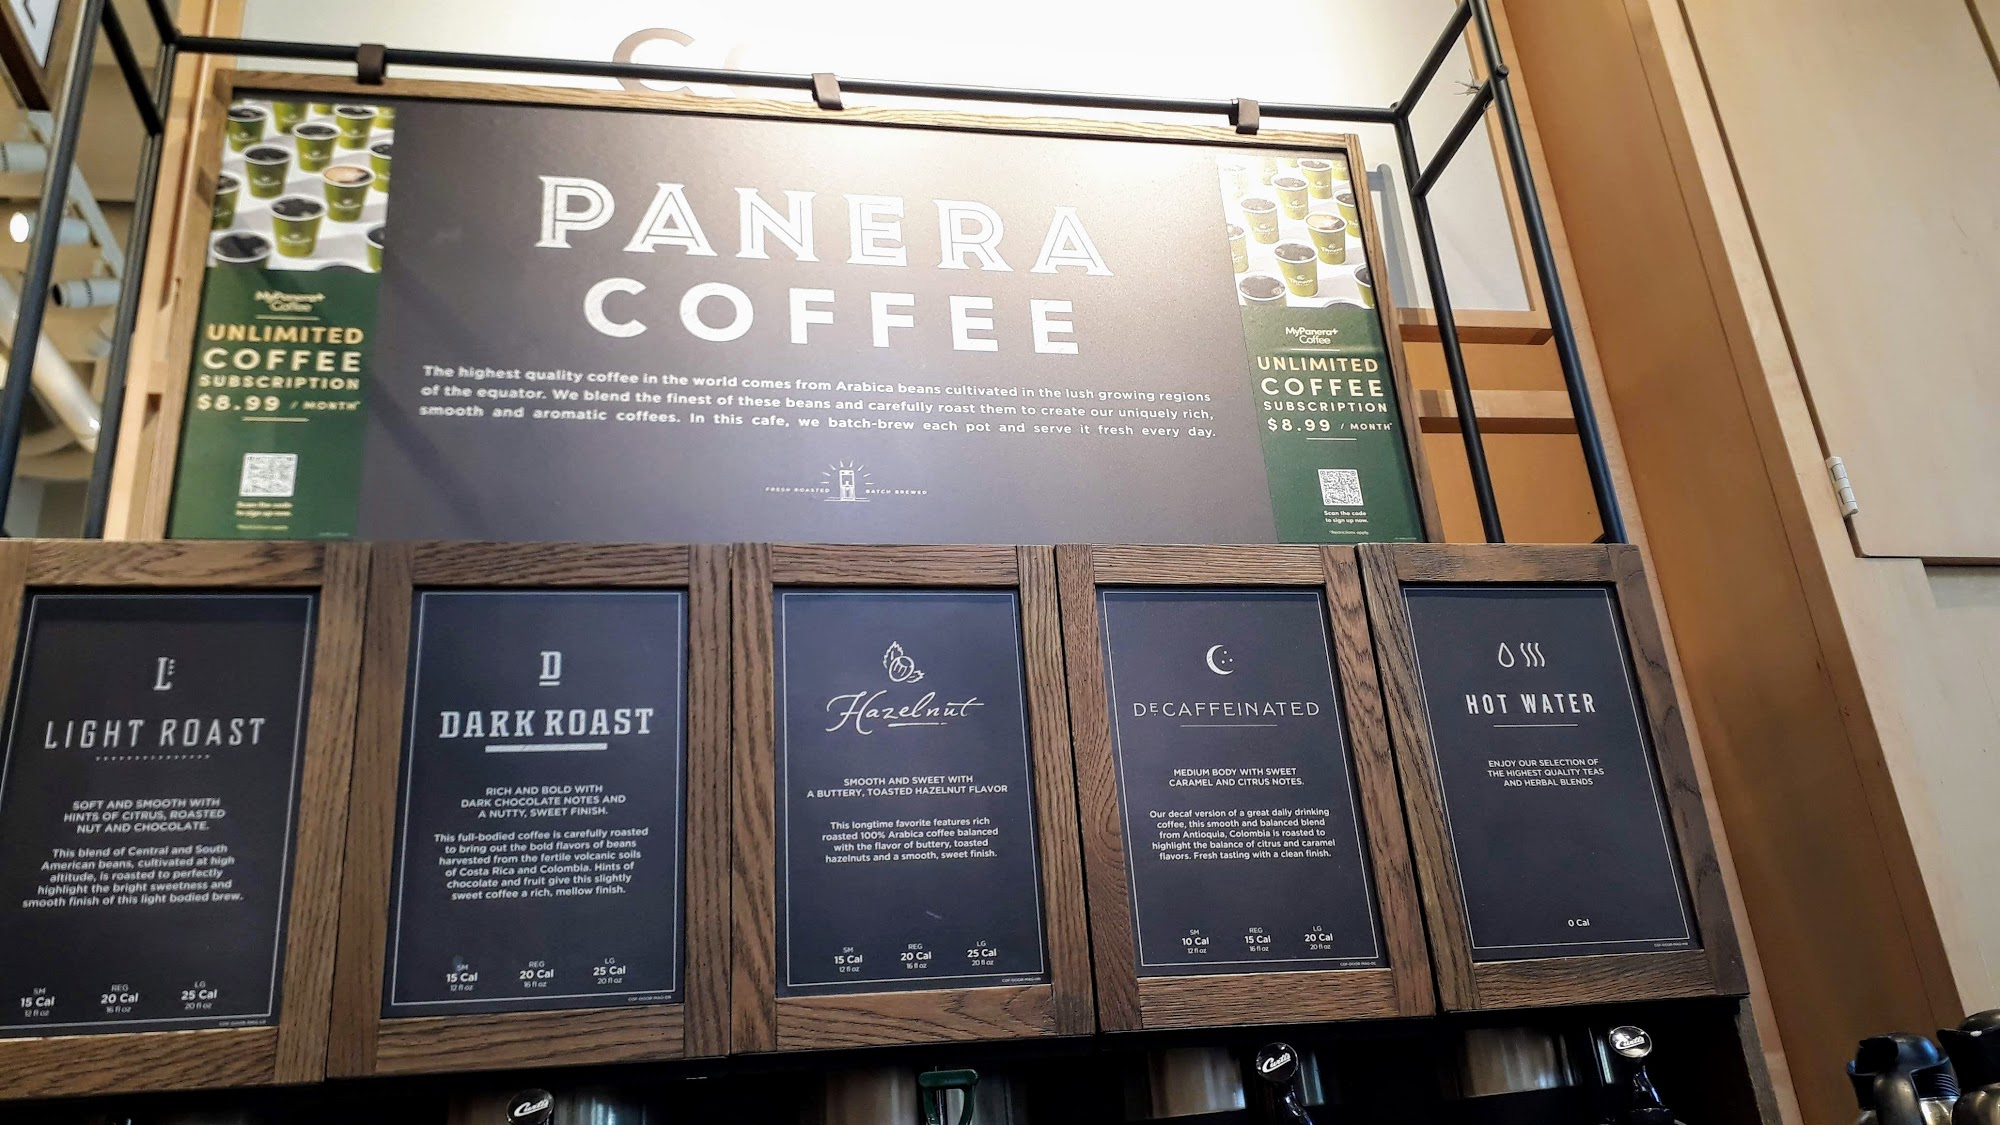 CO
PANERA
COFFEE
The highest quality coffee in the world comes from Arabica beans cultivated in the lush growing regions
of the equator. We blend the finest of these beans and carefully roast them to create our uniquely rich,
smooth and aromatic coffees. In this cafe, we batch-brew each pot and serve it fresh every day.
FRESH ROASTED BATCH BREWED
MyPanera+
Coffee
UNLIMITED
COFFEE
SUBSCRIPTION
$8.99 / MONTH*
Scan the code
to sign up now.
*Restrictions apply.
MyPanera+
Coffee
UNLIMITED
COFFEE
SUBSCRIPTION
$8.99 / MONTH*
Scan the code
to sign up now.
*Restrictions apply.
L
LIGHT ROAST
SOFT AND SMOOTH WITH
HINTS OF CITRUS, ROASTED
NUT AND CHOCOLATE.
This blend of Central and South
American beans, cultivated at high
altitude, is roasted to perfectly
highlight the bright sweetness and
smooth finish of this light bodied brew.
SM REG LG
15 Cal 20 Cal 25 Cal
12 fl oz 16 fl oz 20 fl oz
D
DARK ROAST
RICH AND BOLD WITH
DARK CHOCOLATE NOTES AND
A NUTTY, SWEET FINISH.
This full-bodied coffee is carefully roasted
to bring out the bold flavors of beans
harvested from the fertile volcanic soils
of Costa Rica and Colombia. Hints of
chocolate and fruit give this slightly
sweet coffee a rich, mellow finish.
SM REG LG
15 Cal 20 Cal 25 Cal
12 fl oz 16 fl oz 20 fl oz
Hazelnut
SMOOTH AND SWEET WITH
A BUTTERY, TOASTED HAZELNUT FLAVOR
This longtime favorite features rich
roasted 100% Arabica coffee balanced
with the flavor of buttery, toasted
hazelnuts and a smooth, sweet finish.
SM REG LG
15 Cal 20 Cal 25 Cal
12 fl oz 16 fl oz 20 fl oz
DECAFFEINATED
MEDIUM BODY WITH SWEET
CARAMEL AND CITRUS NOTES.
Our decaf version of a great daily drinking
coffee, this smooth and balanced blend
from Antioquia, Colombia is roasted to
highlight the balance of citrus and caramel
flavors. Fresh tasting with a clean finish.
SM REG LG
10 Cal 15 Cal 20 Cal
12 fl oz 16 fl oz 20 fl oz
HOT WATER
ENJOY OUR SELECTION OF
THE HIGHEST QUALITY TEAS
AND HERBAL BLENDS
0 Cal
Curtis
Curtis
Curtis